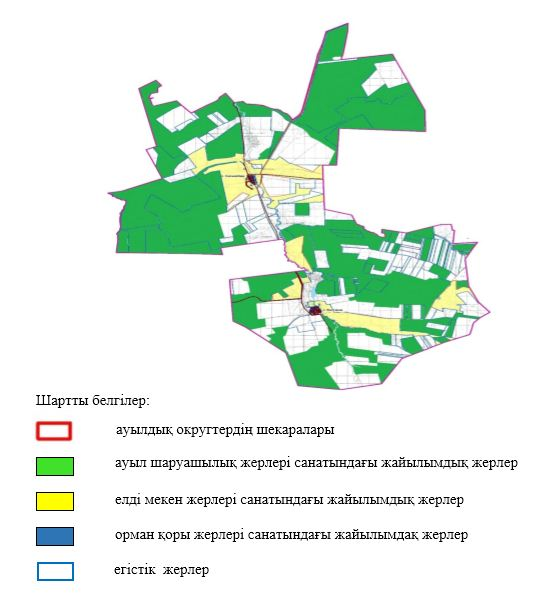 Шартты белгілер:
ауылдық округтердің шекаралары
ауыл шаруашылық жерлері санатындағы жайылымдық жерлер
елді мекен жерлері санатындағы жайылымдық жерлер
орман қоры жерлері санатындағы жайылымдақ жерлер
егістік жерлер